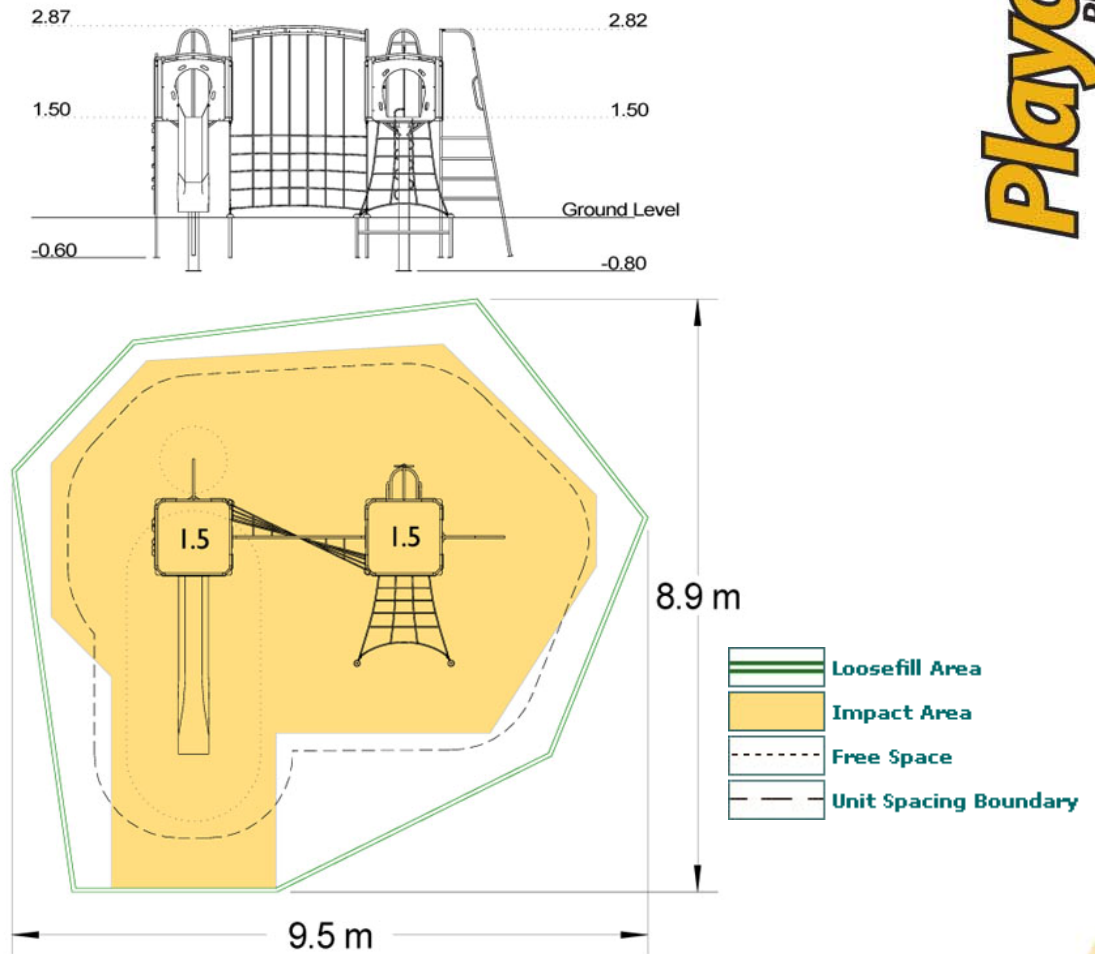 2.87
2.82
1.50
1.50
Ground Level
-0.60
-0.80
1.5
1.5
8.9 m
9.5 m
Loosefill Area
Impact Area
Free Space
Unit Spacing Boundary